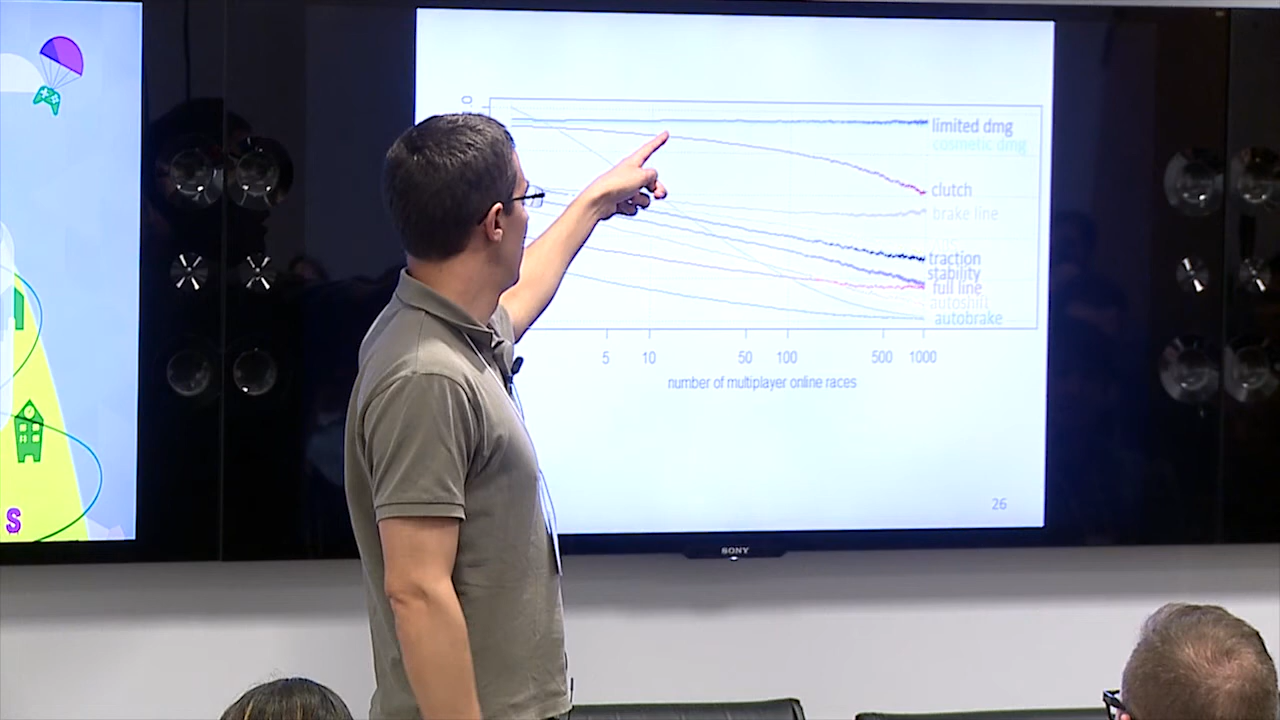 limited dmg
cosmetic dmg
clutch
brake line
traction
stability
full line
autoshift
autobrake
5 10 50 100 500 1000
number of multiplayer online races
26
SONY
S